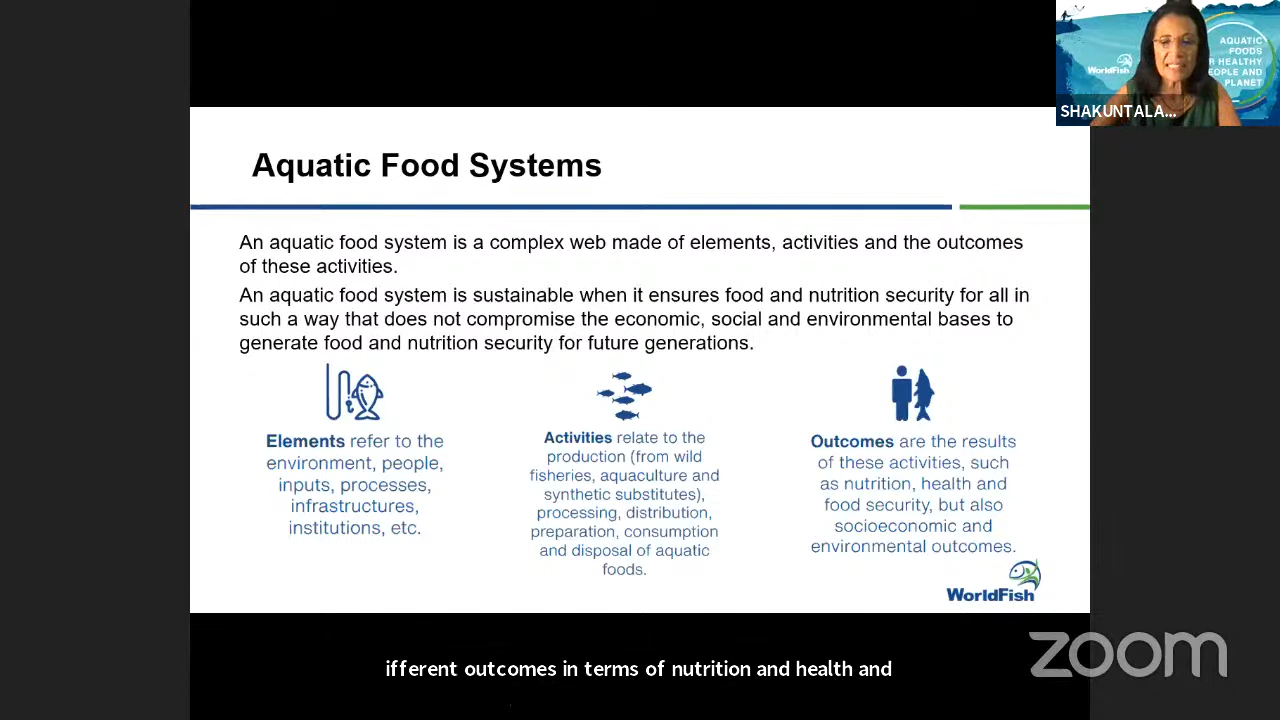 AQUATIC
FOODS
R HEALTHY
EOPLE AND
PLANET
WorldFish
SHAKUNTALA...
Aquatic Food Systems
An aquatic food system is a complex web made of elements, activities and the outcomes
of these activities.
An aquatic food system is sustainable when it ensures food and nutrition security for all in
such a way that does not compromise the economic, social and environmental bases to
generate food and nutrition security for future generations.
Elements refer to the
environment, people,
inputs, processes,
infrastructures,
institutions, etc.
Activities relate to the
production (from wild
fisheries, aquaculture and
synthetic substitutes),
processing, distribution,
preparation, consumption
and disposal of aquatic
foods.
Outcomes are the results
of these activities, such
as nutrition, health and
food security, but also
socioeconomic and
environmental outcomes.
WorldFish
ifferent outcomes in terms of nutrition and health and
zoom